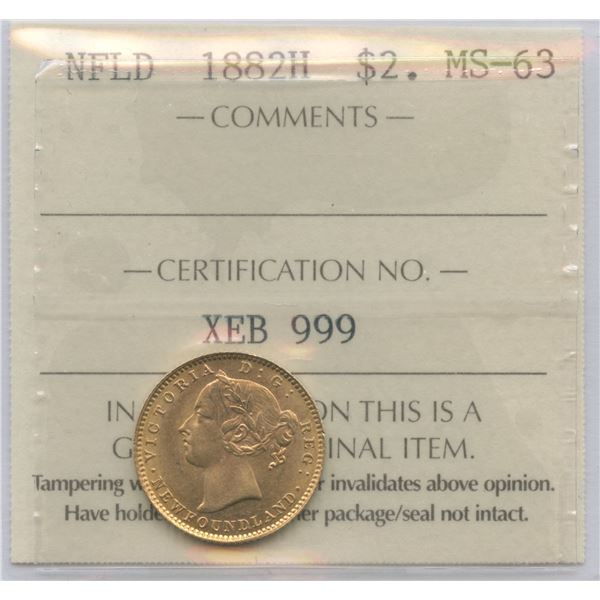 NFLD 1882H $2. MS-63
— COMMENTS —
— CERTIFICATION NO. —
XEB 999
IN ON THIS IS A
G INAL ITEM.
Tampering w r invalidates above opinion.
Have holde er package/seal not intact.
VICTORIA D:G: REG:
NEWFOUNDLAND.